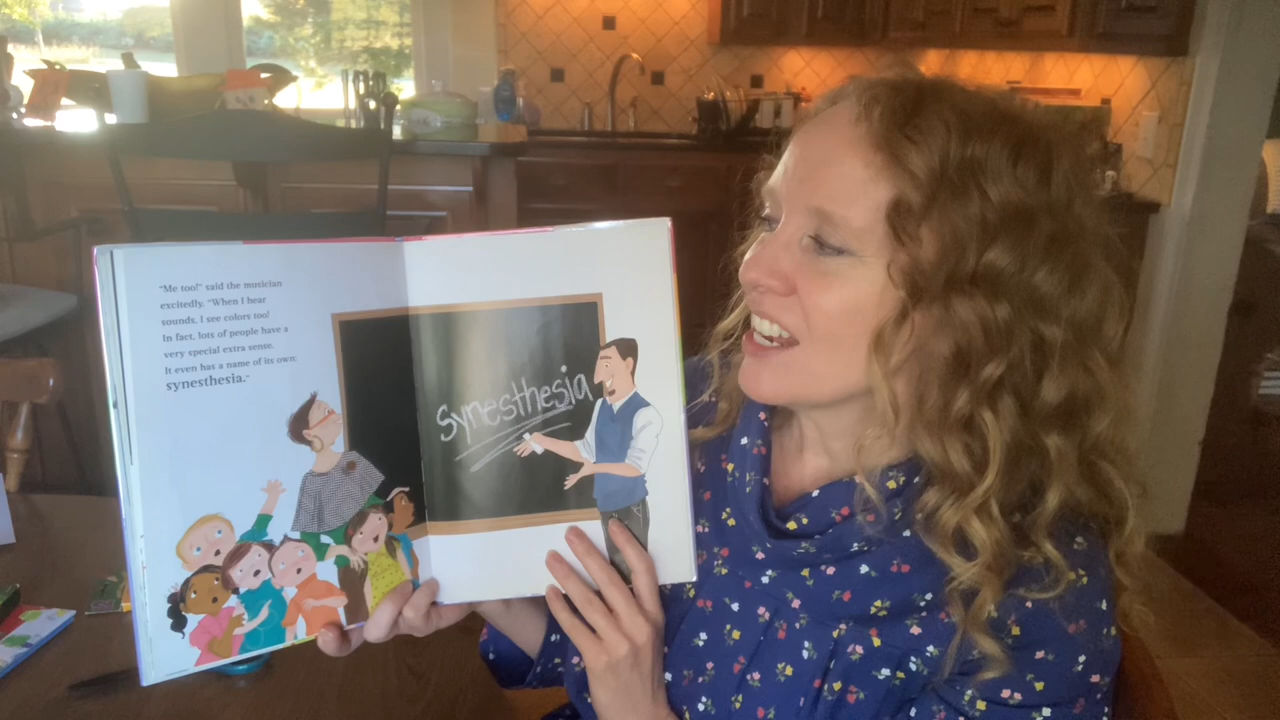 "Me too!" said the musician
excitedly. "When I hear
sounds, I see colors too!
In fact, lots of people have a
very special extra sense.
It even has a name of its own:
synesthesia."
Synesthesia